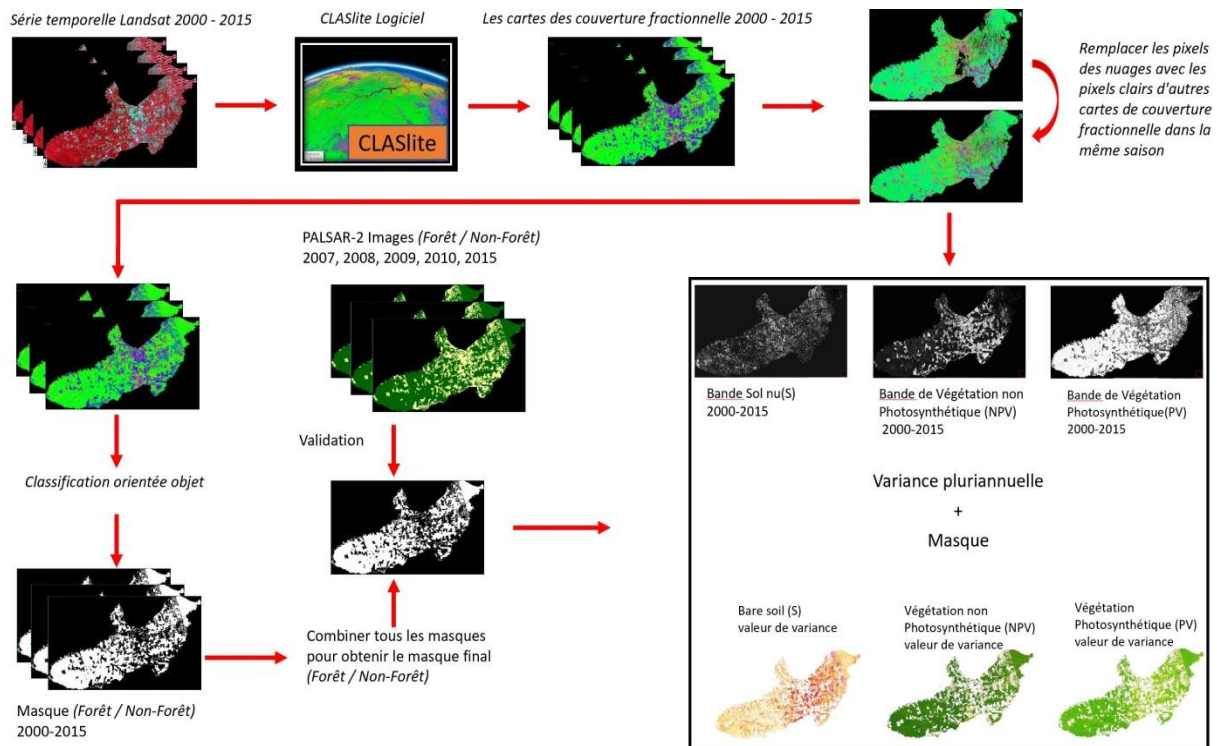 Série temporelle Landsat 2000 - 2015
CLASlite Logiciel
Les cartes des couverture fractionnelle 2000 - 2015
CLASlite
Remplacer les pixels
des nuages avec les
pixels clairs d'autres
cartes de couverture
fractionnelle dans la
même saison
PALSAR-2 Images (Forêt / Non-Forêt)
2007, 2008, 2009, 2010, 2015
Validation
Classification orientée objet
Combiner tous les masques
pour obtenir le masque final
(Forêt / Non-Forêt)
Masque (Forêt / Non-Forêt)
2000-2015
Bande Sol nu(S)
2000-2015
Bande de Végétation non
Photosynthétique (NPV)
2000-2015
Bande de Végétation
Photosynthétique(PV)
2000-2015
Variance pluriannuelle
+
Masque
Bare soil (S)
valeur de variance
Végétation non
Photosynthétique (NPV)
valeur de variance
Végétation
Photosynthétique (PV)
valeur de variance